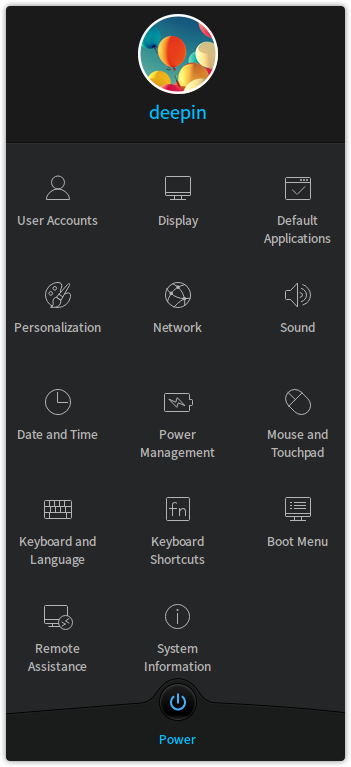 deepin
User Accounts
Display
Default
Applications
Personalization
Network
Sound
Date and Time
Power
Management
Mouse and
Touchpad
Keyboard and
Language
fn
Keyboard
Shortcuts
Boot Menu
Remote
Assistance
System
Information
Power